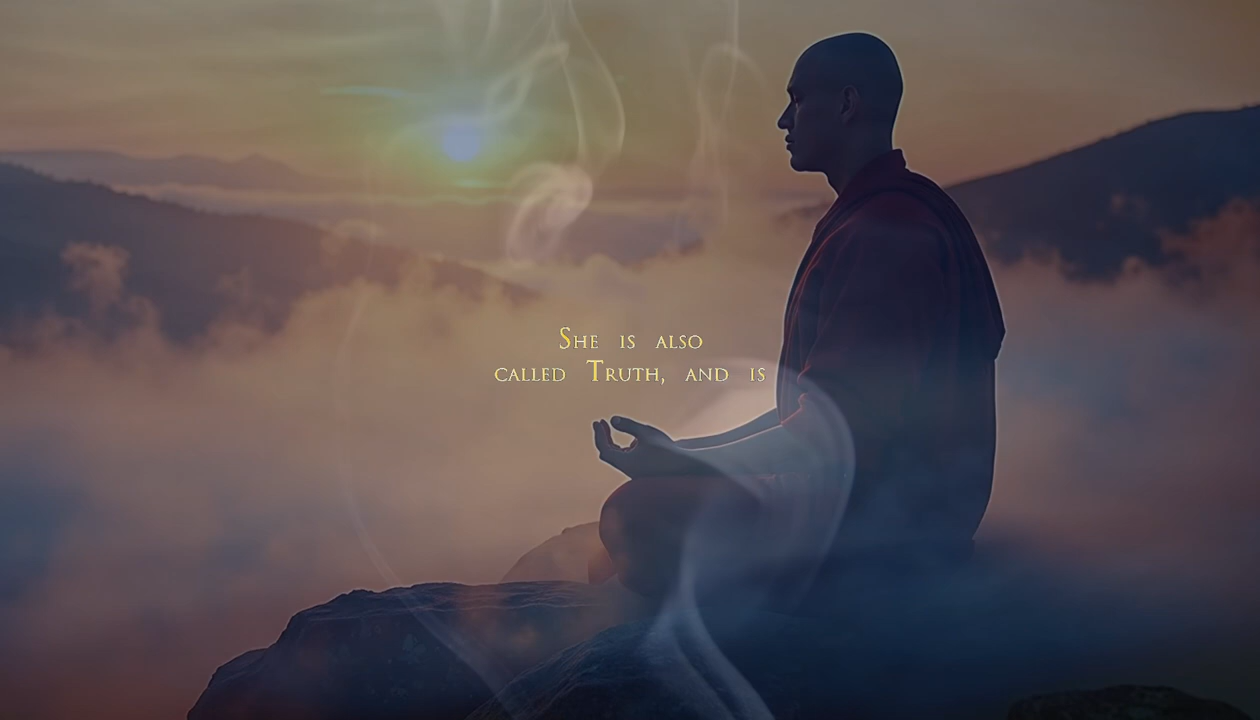 She is also
called Truth, and is